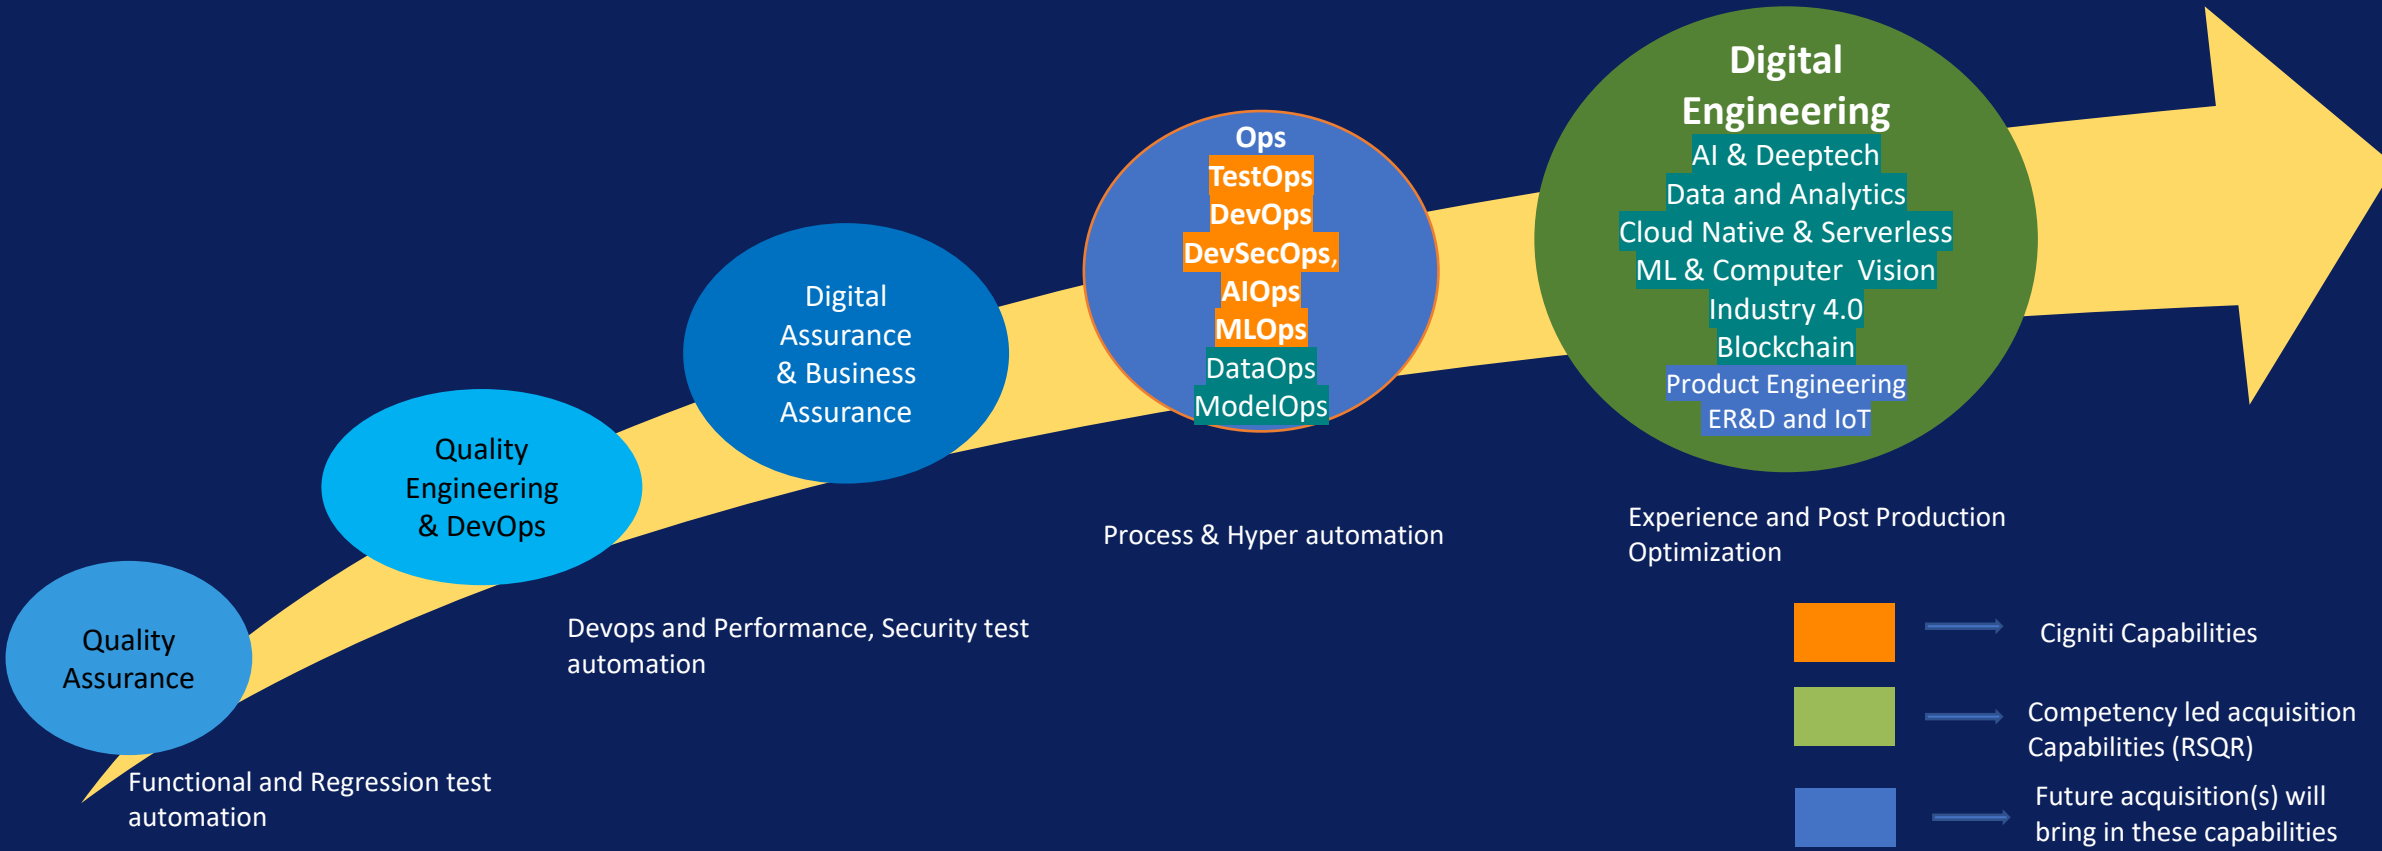 Quality
Assurance
Functional and Regression test
automation
Quality
Engineering
& DevOps
Devops and Performance, Security test
automation
Digital
Assurance
& Business
Assurance
Ops
TestOps
DevOps
DevSecOps,
AIOps
MLOps
DataOps
ModelOps
Process & Hyper automation
Digital
Engineering
AI & Deeptech
Data and Analytics
Cloud Native & Serverless
ML & Computer  Vision
Industry 4.0
Blockchain
Product Engineering
ER&D and IoT
Experience and Post Production
Optimization
Cigniti Capabilities
Competency led acquisition
Capabilities (RSQR)
Future acquisition(s) will
bring in these capabilities